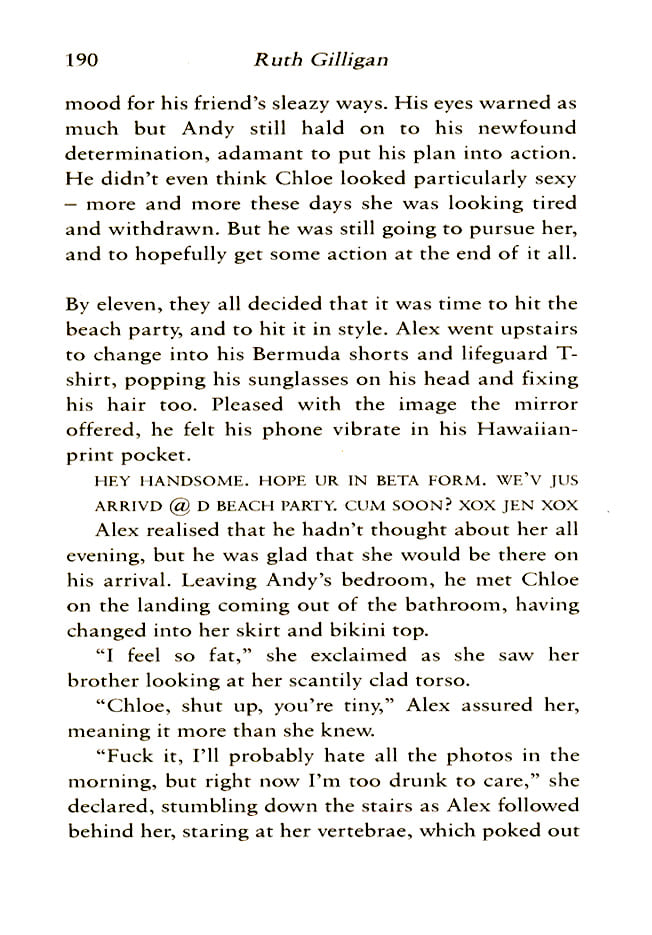 190 Ruth Gilligan
mood for his friend's sleazy ways. His eyes warned as
much but Andy still hald on to his newfound
determination, adamant to put his plan into action.
He didn't even think Chloe looked particularly sexy
– more and more these days she was looking tired
and withdrawn. But he was still going to pursue her,
and to hopefully get some action at the end of it all.
By eleven, they all decided that it was time to hit the
beach party, and to hit it in style. Alex went upstairs
to change into his Bermuda shorts and lifeguard T-
shirt, popping his sunglasses on his head and fixing
his hair too. Pleased with the image the mirror
offered, he felt his phone vibrate in his Hawaiian-
print pocket.
HEY HANDSOME. HOPE UR IN BETA FORM. WE'V JUS
ARRIVD @ D BEACH PARTY. CUM SOON? XOX JEN XOX
Alex realised that he hadn't thought about her all
evening, but he was glad that she would be there on
his arrival. Leaving Andy's bedroom, he met Chloe
on the landing coming out of the bathroom, having
changed into her skirt and bikini top.
"I feel so fat," she exclaimed as she saw her
brother looking at her scantily clad torso.
"Chloe, shut up, you're tiny," Alex assured her,
meaning it more than she knew.
"Fuck it, I'll probably hate all the photos in the
morning, but right now I'm too drunk to care," she
declared, stumbling down the stairs as Alex followed
behind her, staring at her vertebrae, which poked out